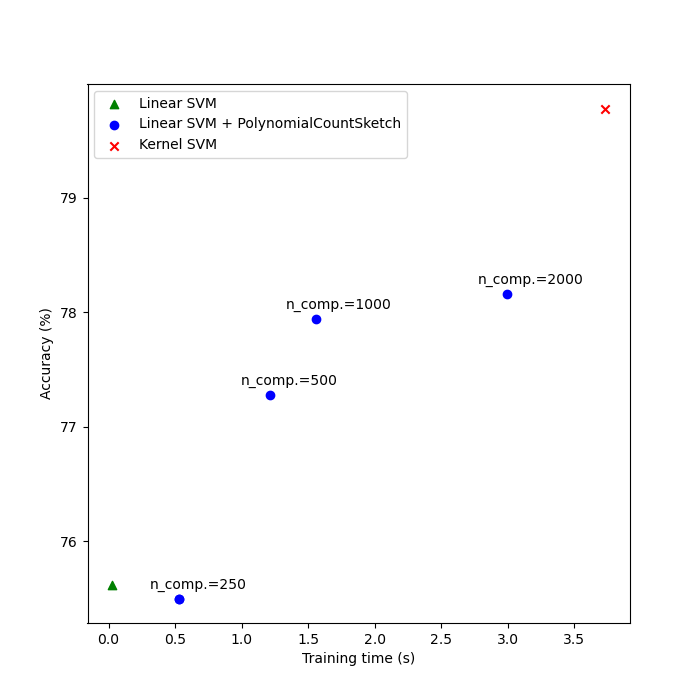 Linear SVM
Linear SVM + PolynomialCountSketch
Kernel SVM
79
n_comp.=2000
78
n_comp.=1000
n_comp.=500
77
76
n_comp.=250
Accuracy (%)
0.0 0.5 1.0 1.5 2.0 2.5 3.0 3.5
Training time (s)